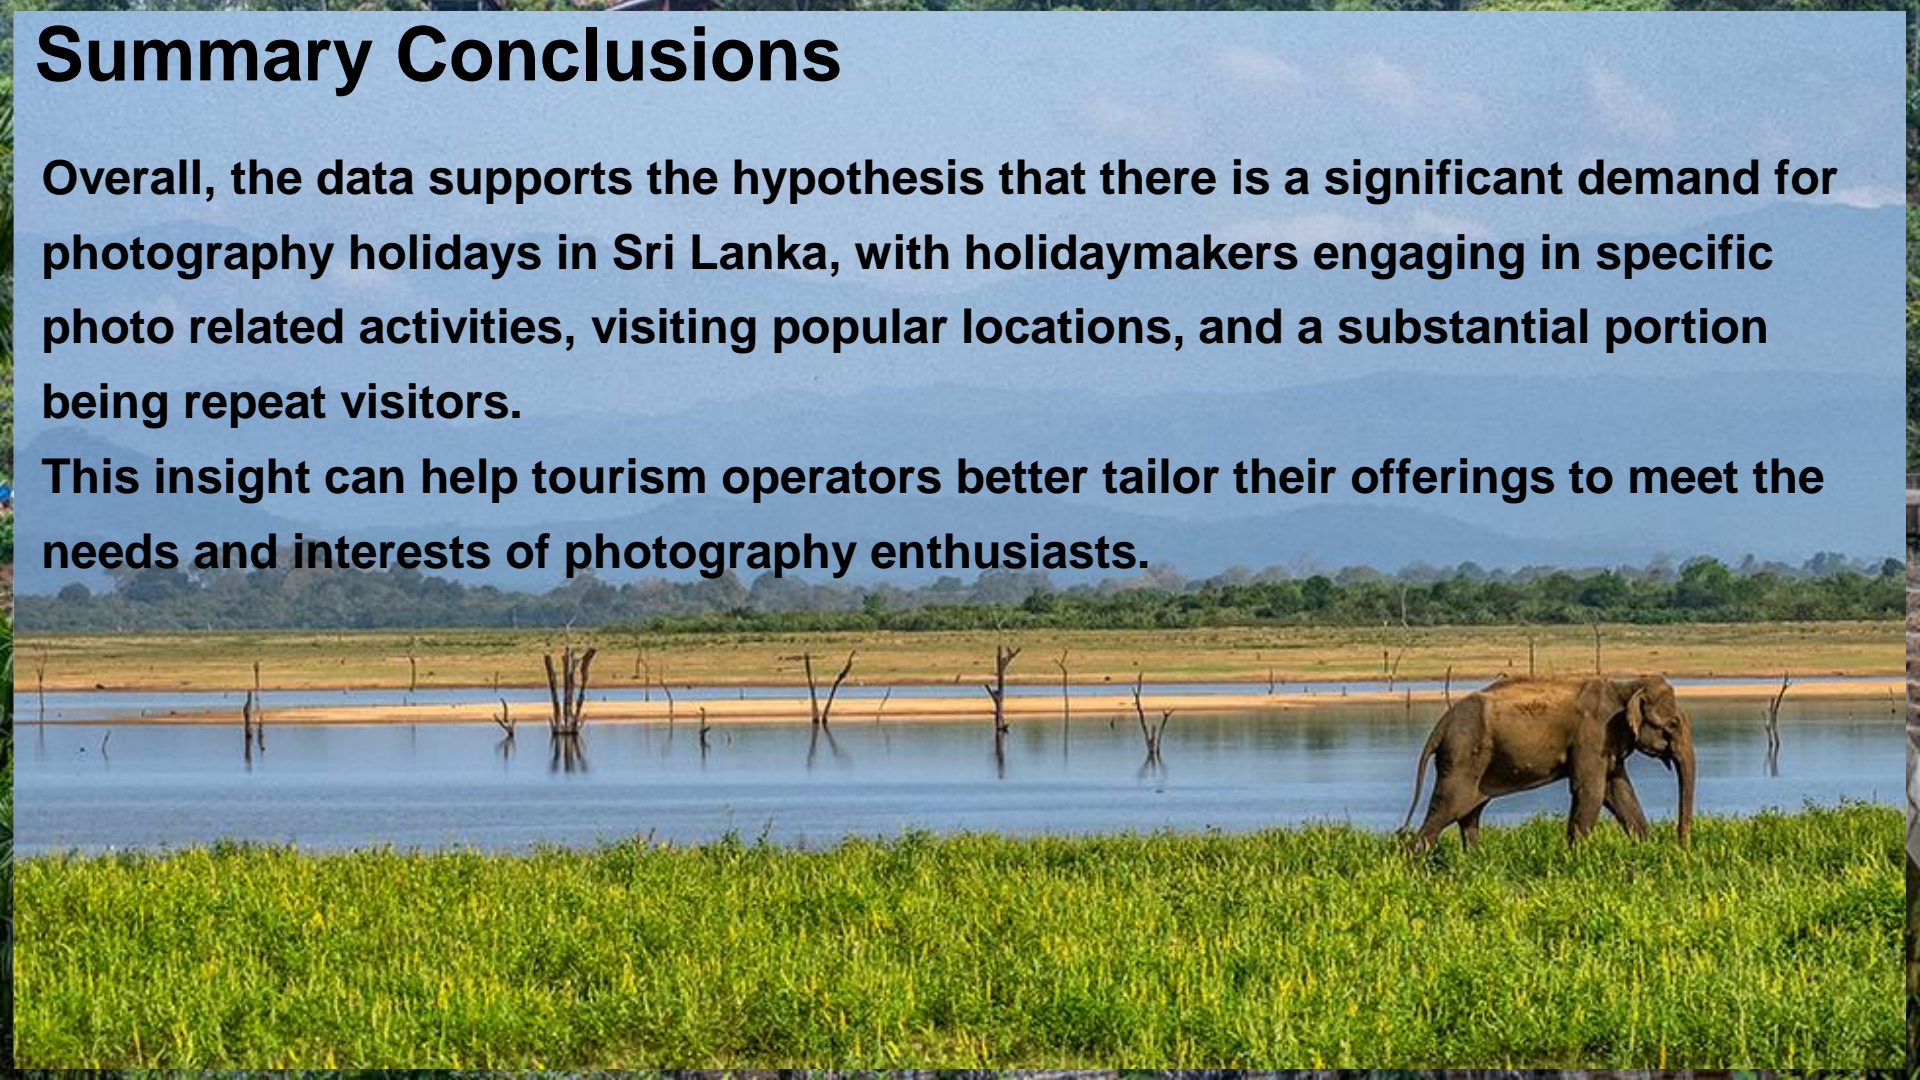 Summary Conclusions
Overall, the data supports the hypothesis that there is a significant demand for
photography holidays in Sri Lanka, with holidaymakers engaging in specific
photo related activities, visiting popular locations, and a substantial portion
being repeat visitors.
This insight can help tourism operators better tailor their offerings to meet the
needs and interests of photography enthusiasts.